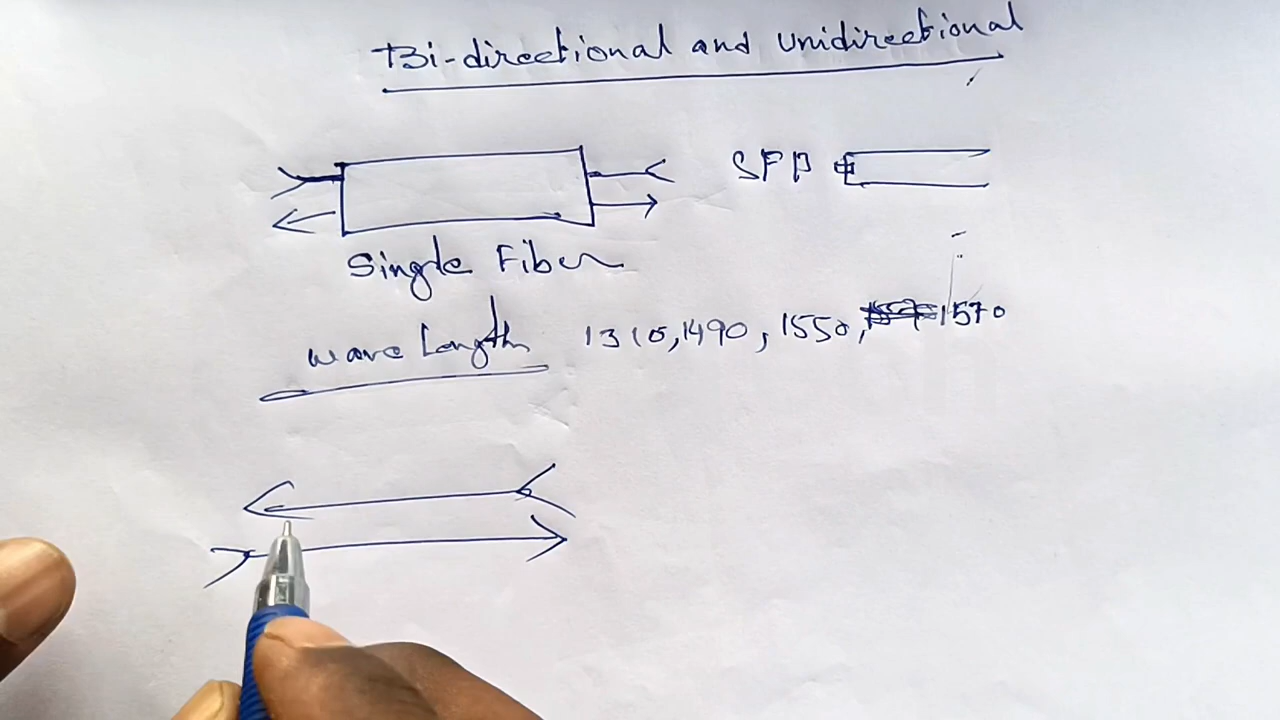 Bi-directional and Unidirectional
SFP
Single Fiber
Wave Length 1310, 1490, 1550, 1570